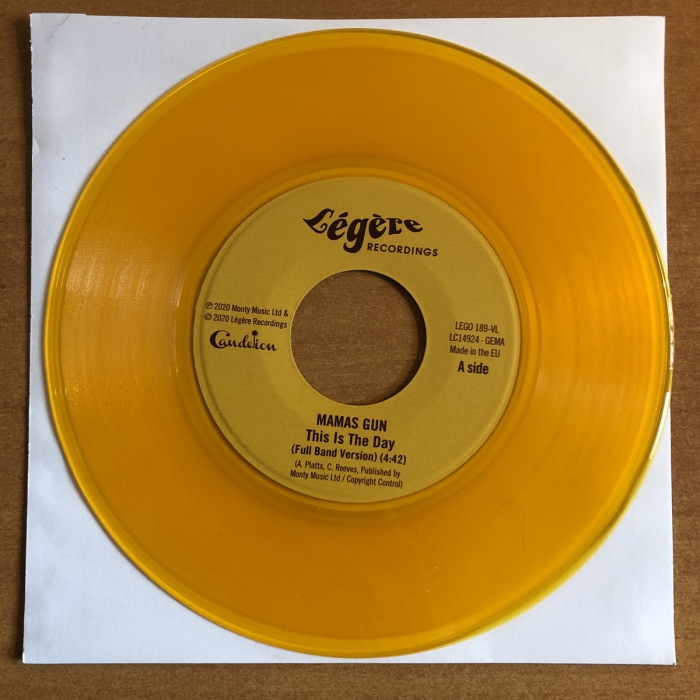 Légère
RECORDINGS
℗ 2020 Monty Music Ltd &
© 2020 Légère Recordings
Candelion
LEGO 189-VL
LC14924 - GEMA
Made in the EU
A side
MAMAS GUN
This Is The Day
(Full Band Version) (4:42)
(A. Platts, C. Reeves, Published by
Monty Music Ltd / Copyright Control)